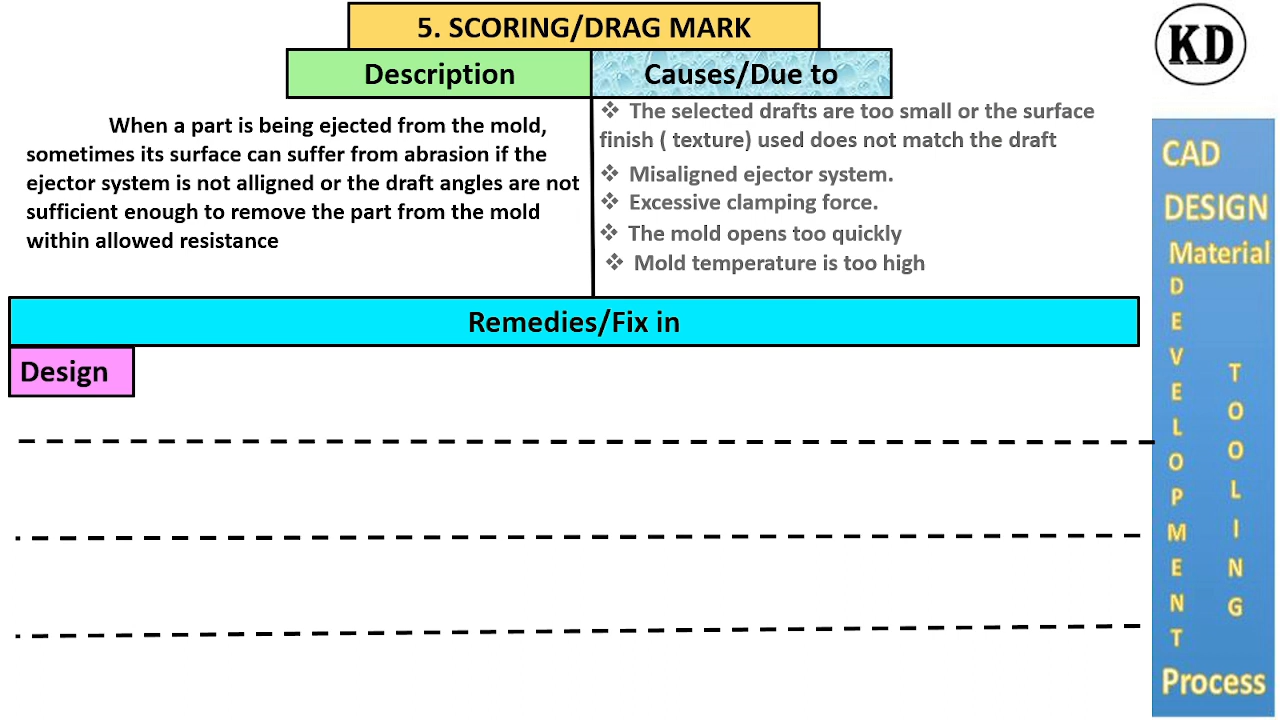 5. SCORING/DRAG MARK
Description
Causes/Due to
When a part is being ejected from the mold,
sometimes its surface can suffer from abrasion if the
ejector system is not alligned or the draft angles are not
sufficient enough to remove the part from the mold
within allowed resistance
❖ The selected drafts are too small or the surface
finish ( texture) used does not match the draft
❖ Misaligned ejector system.
❖ Excessive clamping force.
❖ The mold opens too quickly
❖ Mold temperature is too high
Remedies/Fix in
Design
KD
CAD
DESIGN
Material
DEVELOPMENT
TOOLING
Process